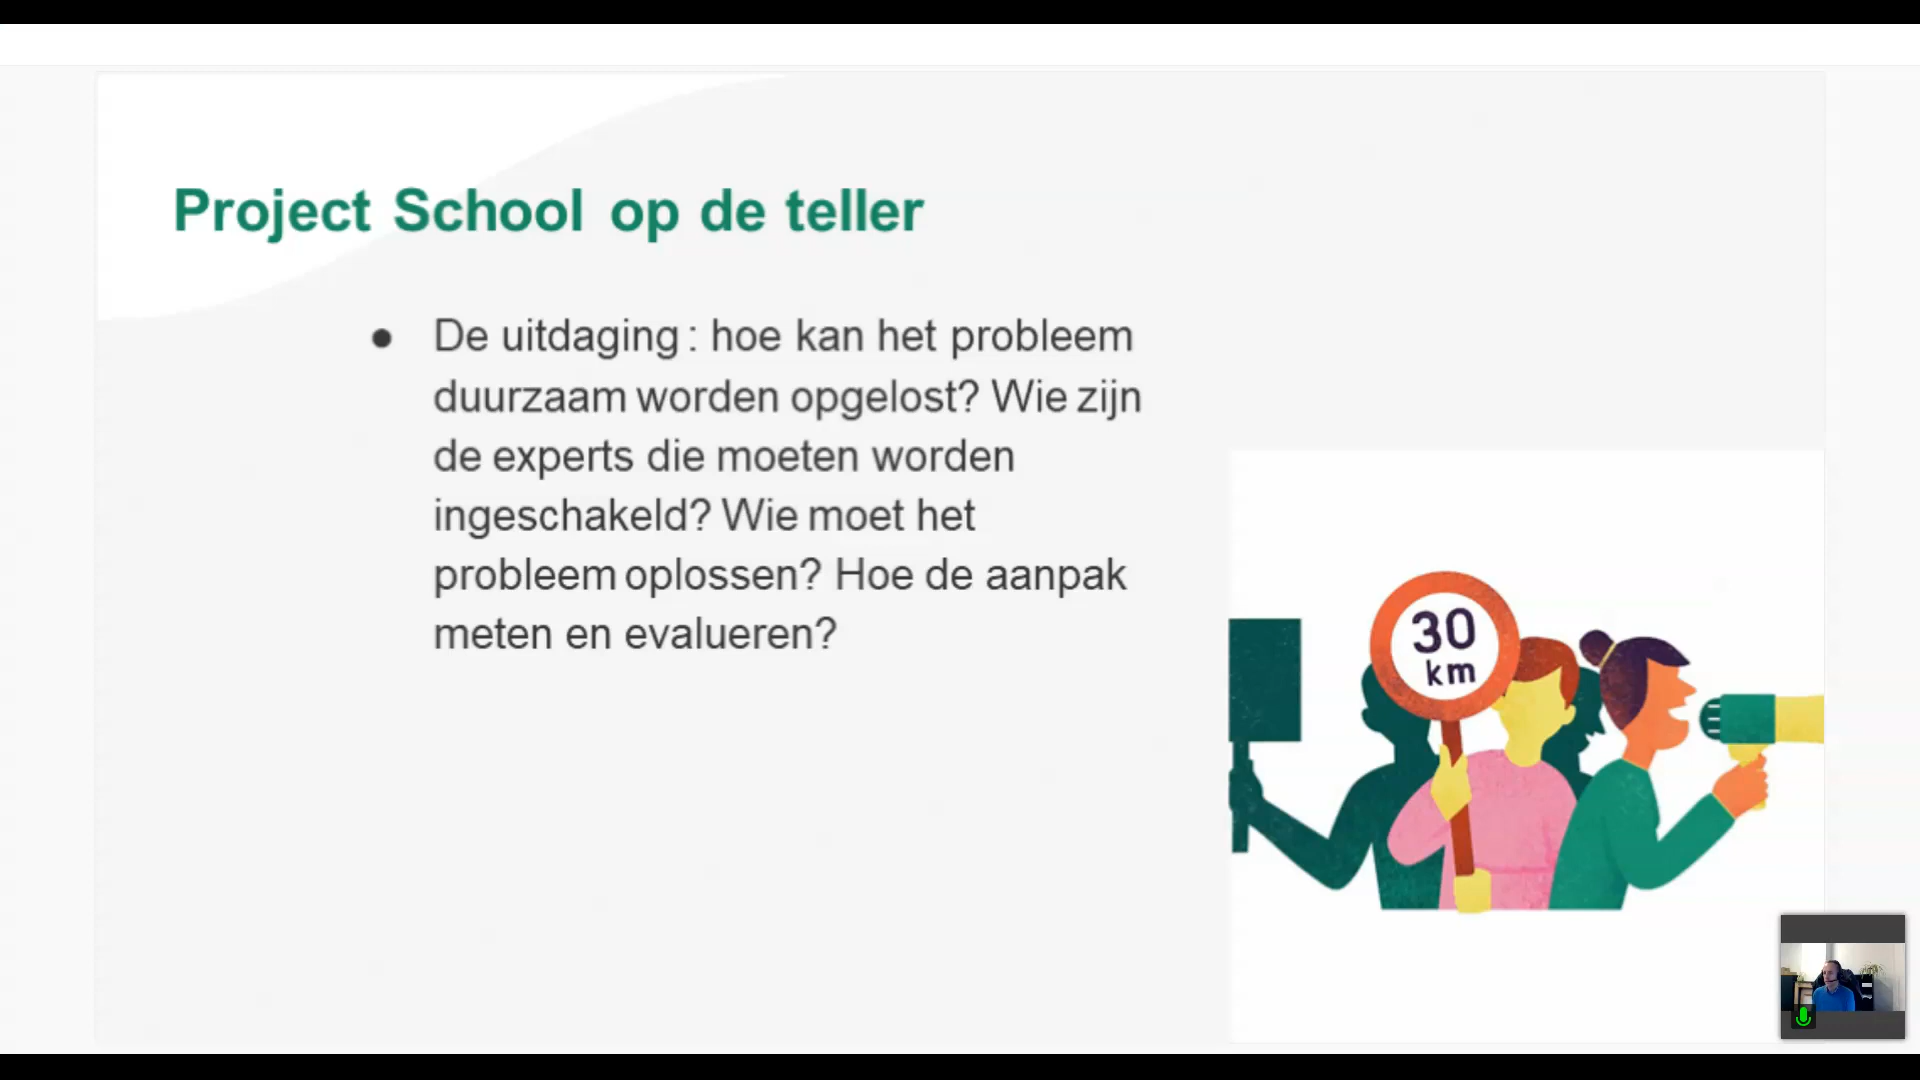 Project School op de teller
● De uitdaging : hoe kan het probleem
duurzaam worden opgelost? Wie zijn
de experts die moeten worden
ingeschakeld? Wie moet het
probleem oplossen? Hoe de aanpak
meten en evalueren?
30
km